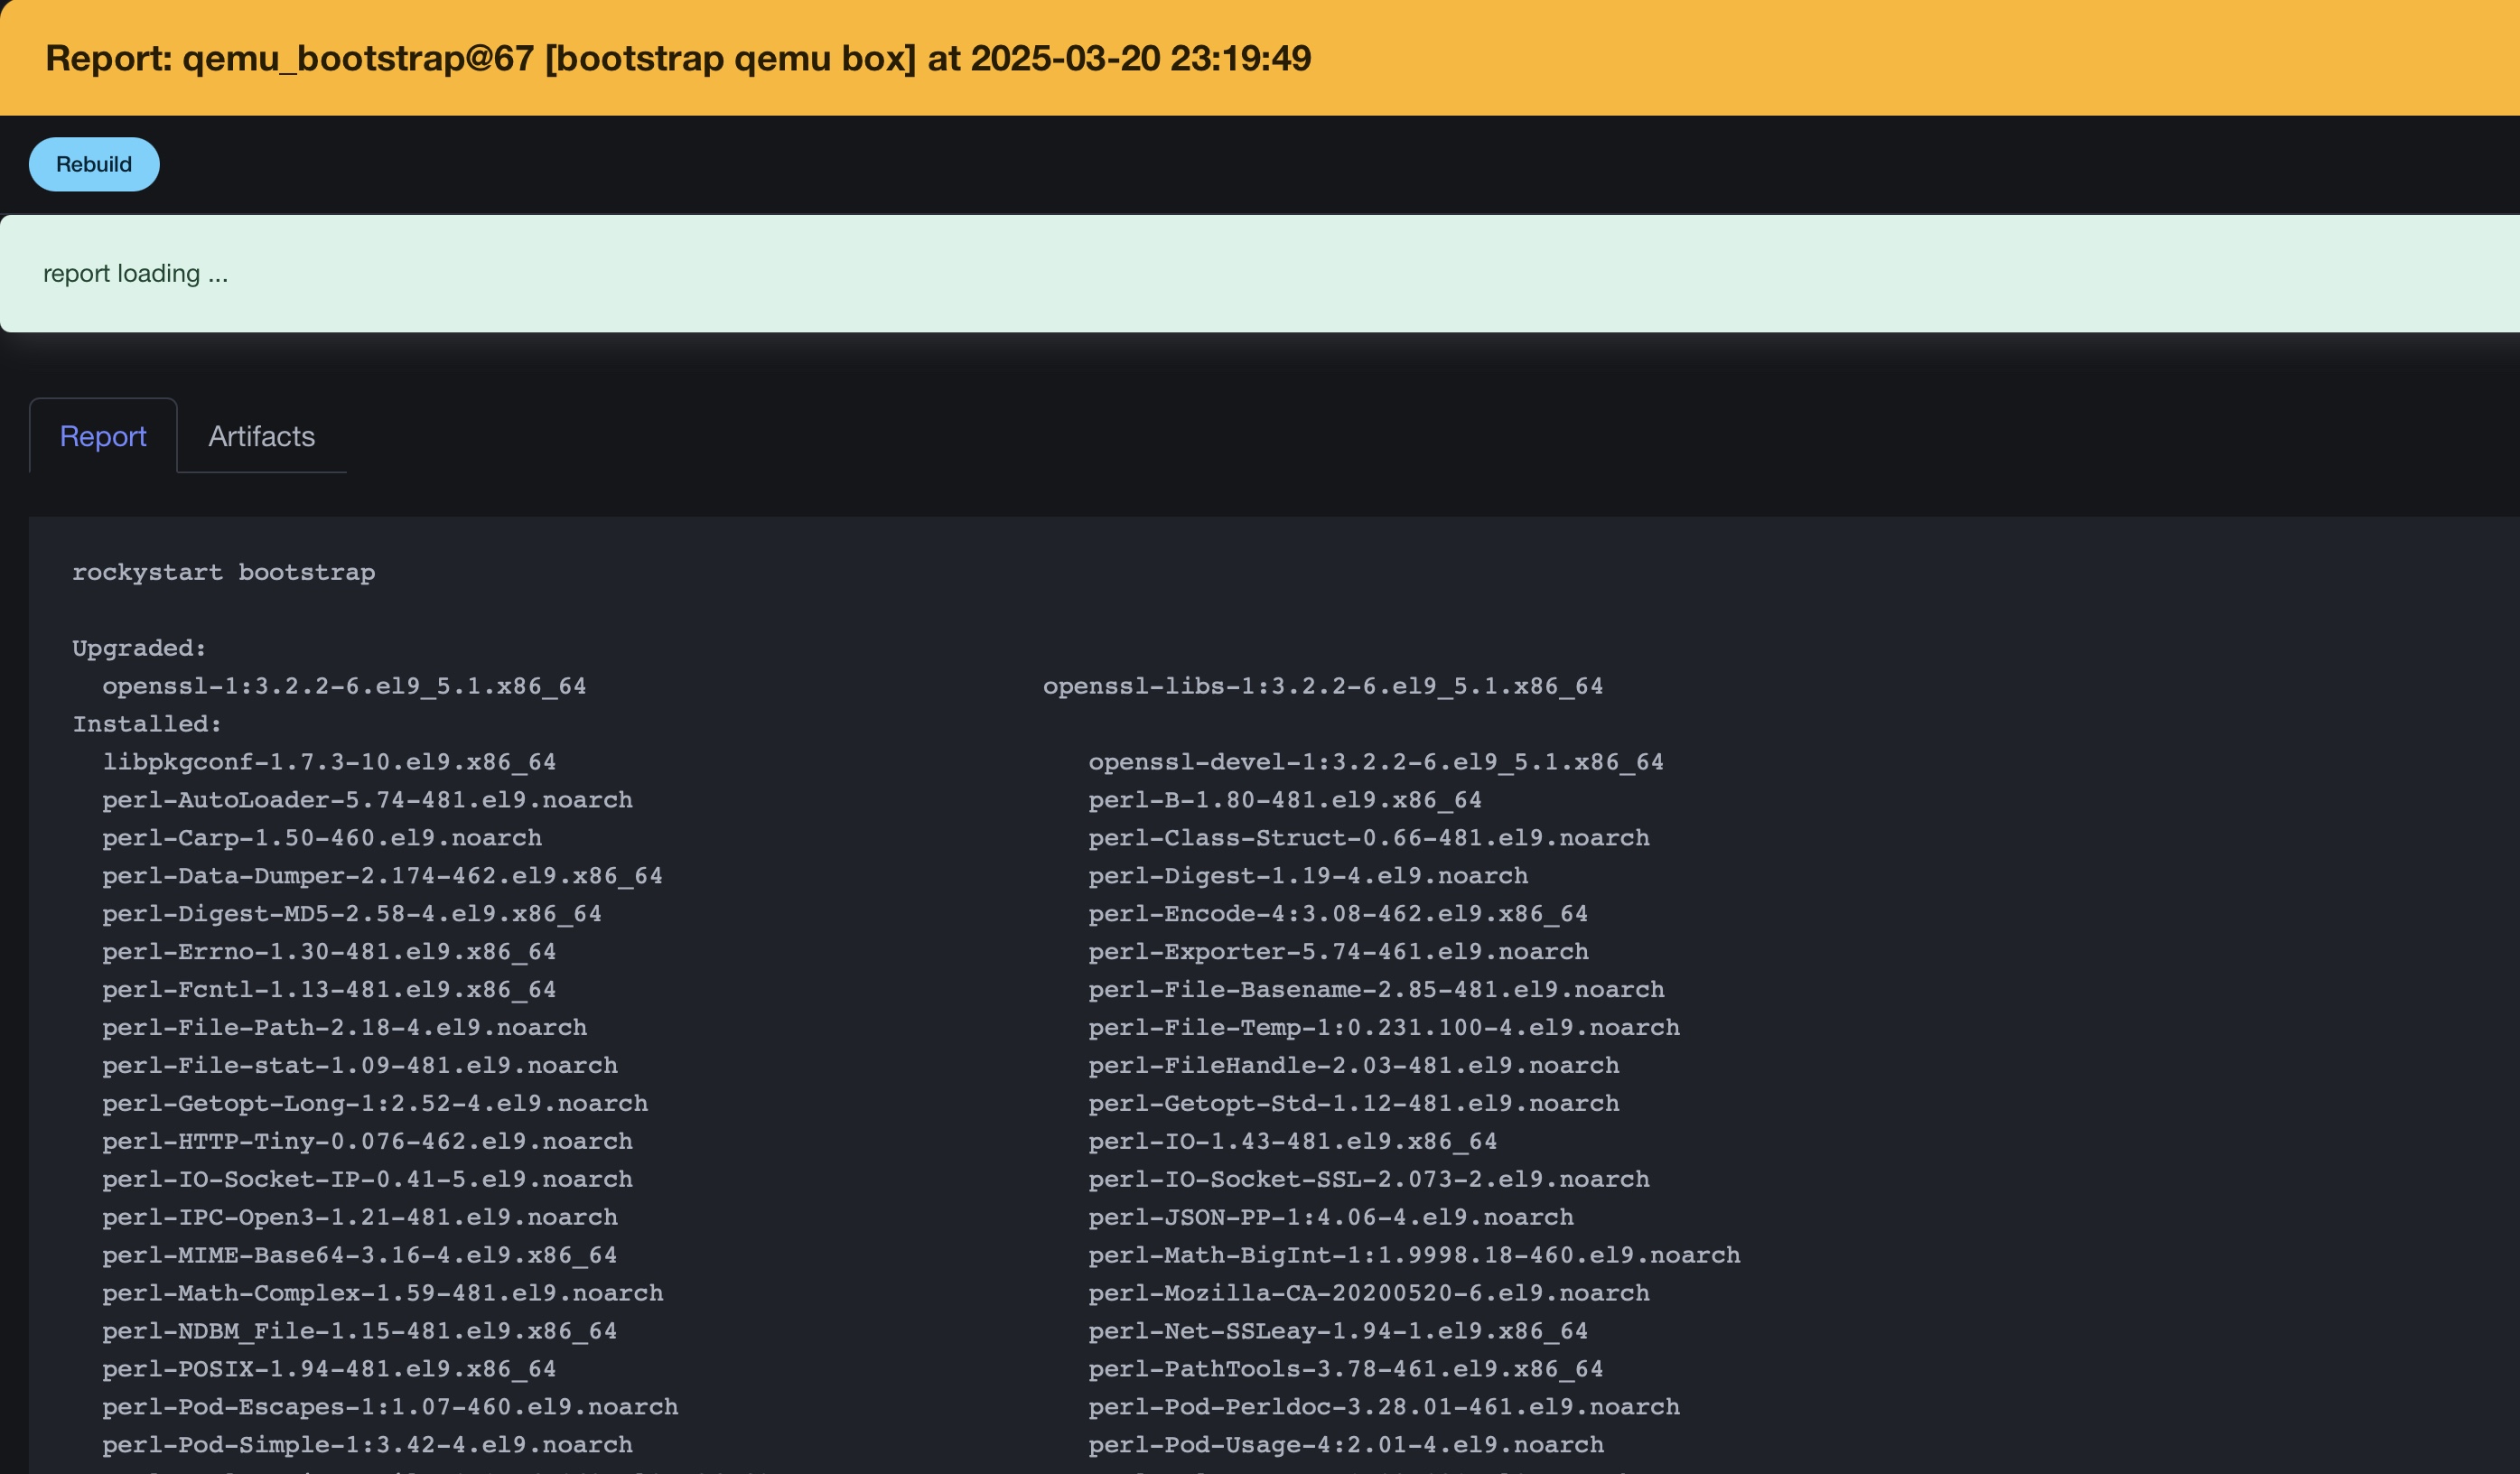 Report: qemu_bootstrap@67 [bootstrap qemu box] at 2025-03-20 23:19:49
Rebuild
report loading ...
Report Artifacts
rockystart bootstrap
Upgraded:
openssl-1:3.2.2-6.el9_5.1.x86_64 openssl-libs-1:3.2.2-6.el9_5.1.x86_64
Installed:
libpkgconf-1.7.3-10.el9.x86_64 openssl-devel-1:3.2.2-6.el9_5.1.x86_64
perl-AutoLoader-5.74-481.el9.noarch perl-B-1.80-481.el9.x86_64
perl-Carp-1.50-460.el9.noarch perl-Class-Struct-0.66-481.el9.noarch
perl-Data-Dumper-2.174-462.el9.x86_64 perl-Digest-1.19-4.el9.noarch
perl-Digest-MD5-2.58-4.el9.x86_64 perl-Encode-4:3.08-462.el9.x86_64
perl-Errno-1.30-481.el9.x86_64 perl-Exporter-5.74-461.el9.noarch
perl-Fcntl-1.13-481.el9.x86_64 perl-File-Basename-2.85-481.el9.noarch
perl-File-Path-2.18-4.el9.noarch perl-File-Temp-1:0.231.100-4.el9.noarch
perl-File-stat-1.09-481.el9.noarch perl-FileHandle-2.03-481.el9.noarch
perl-Getopt-Long-1:2.52-4.el9.noarch perl-Getopt-Std-1.12-481.el9.noarch
perl-HTTP-Tiny-0.076-462.el9.noarch perl-IO-1.43-481.el9.x86_64
perl-IO-Socket-IP-0.41-5.el9.noarch perl-IO-Socket-SSL-2.073-2.el9.noarch
perl-IPC-Open3-1.21-481.el9.noarch perl-JSON-PP-1:4.06-4.el9.noarch
perl-MIME-Base64-3.16-4.el9.x86_64 perl-Math-BigInt-1:1.9998.18-460.el9.noarch
perl-Math-Complex-1.59-481.el9.noarch perl-Mozilla-CA-20200520-6.el9.noarch
perl-NDBM_File-1.15-481.el9.x86_64 perl-Net-SSLeay-1.94-1.el9.x86_64
perl-POSIX-1.94-481.el9.x86_64 perl-PathTools-3.78-461.el9.x86_64
perl-Pod-Escapes-1:1.07-460.el9.noarch perl-Pod-Perldoc-3.28.01-461.el9.noarch
perl-Pod-Simple-1:3.42-4.el9.noarch perl-Pod-Usage-4:2.01-4.el9.noarch